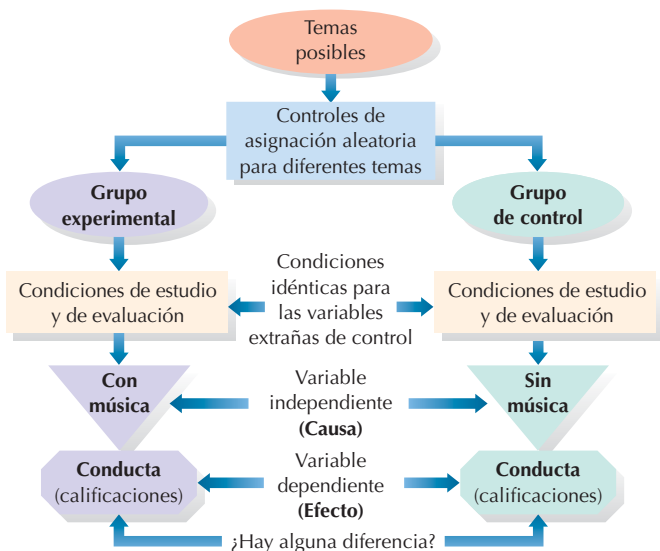 Temas
posibles
Controles de
asignación aleatoria
para diferentes temas
Grupo
experimental
Grupo
de control
Condiciones de estudio
y de evaluación
Condiciones
idénticas para
las variables
extrañas de control
Condiciones de estudio
y de evaluación
Con
música
Variable
independiente
(Causa)
Sin
música
Conducta
(calificaciones)
Variable
dependiente
(Efecto)
Conducta
(calificaciones)
¿Hay alguna diferencia?